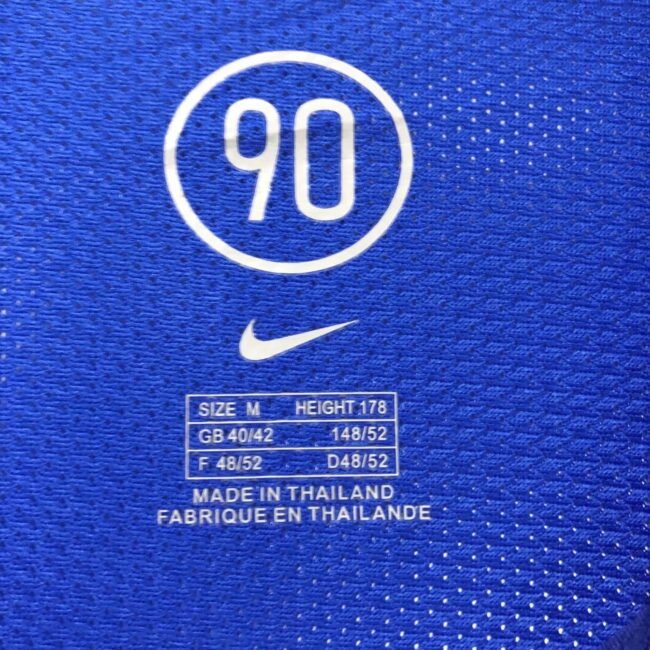 90
SIZE M HEIGHT 178
GB 40/42 148/52
F 48/52 D48/52
MADE IN THAILAND
FABRIQUE EN THAILANDE